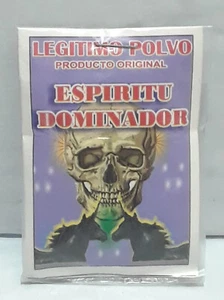 LEGITIMO POLVO
PRODUCTO ORIGINAL
ESPIRITU
DOMINADOR